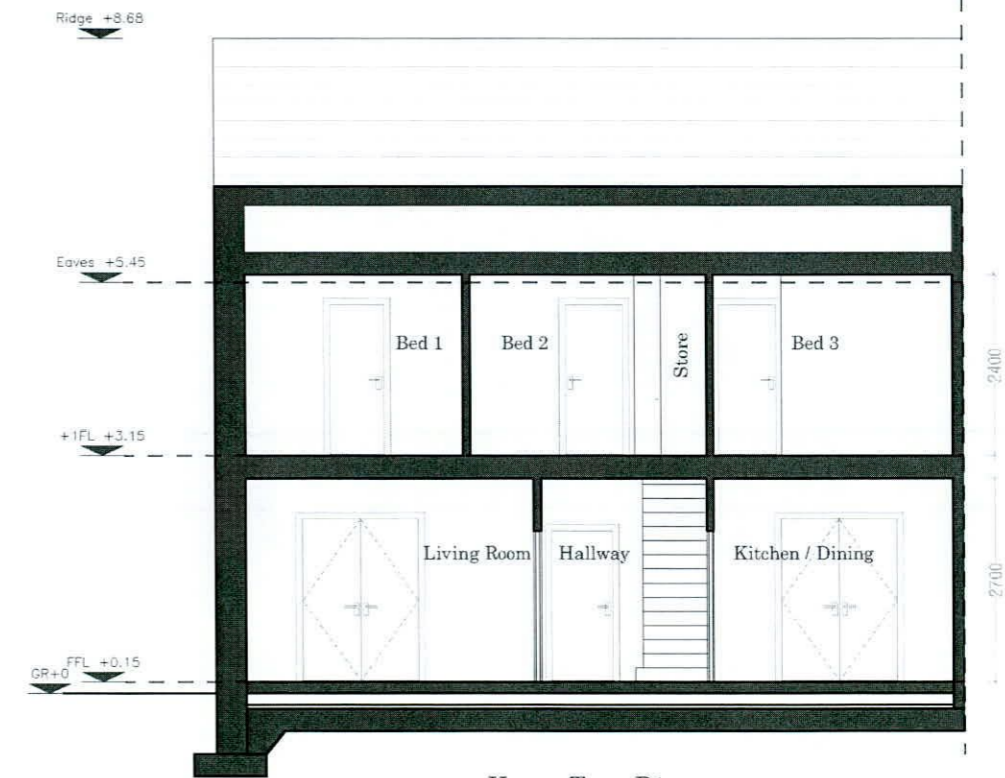 Ridge +8.68
Eaves +5.45
Bed 1
Bed 2
Store
Bed 3
2400
+1FL +3.15
Living Room
Hallway
Kitchen / Dining
2700
FFL +0.15
GR+0